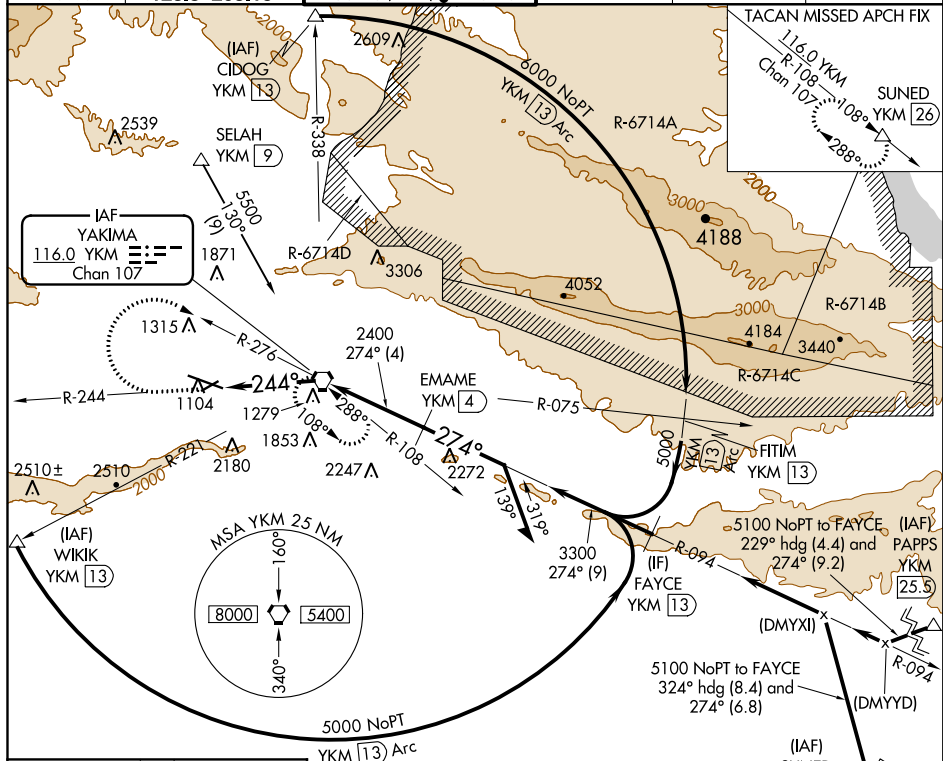 TACAN MISSED APCH FIX
116.0 YKM
R-108
Chan 107
108°
288°
SUNED
YKM 26
(IAF)
CIDOG
YKM 13
2609
2000
6000 NoPT
YKM 13 Arc
R-6714A
2000
2539
SELAH
YKM 9
R-338
5500
130°
(9)
3000
4188
IAF
YAKIMA
116.0 YKM
Chan 107
1871
R-6714D
3306
4052
3000
R-6714B
4184
3440
1315
R-276
2400
274° (4)
R-6714C
EMAME
YKM 4
R-075
244°
R-244
1104
1279
108°
288°
R-108
1853
274°
5000
YKM 13 Arc
FITIM
YKM 13
2510±
2510
2000
R-221
2180
2247
2272
139°
319°
(IAF)
WIKIK
YKM 13
MSA YKM 25 NM
160°
8000
5400
340°
3300
274° (9)
(IF)
FAYCE
YKM 13
R-094
5100 NoPT to FAYCE
229° hdg (4.4) and
274° (9.2)
(IAF)
PAPPS
YKM
25.5
(DMYXI)
R-094
(DMYYD)
5100 NoPT to FAYCE
324° hdg (8.4) and
274° (6.8)
5000 NoPT
YKM 13 Arc
(IAF)